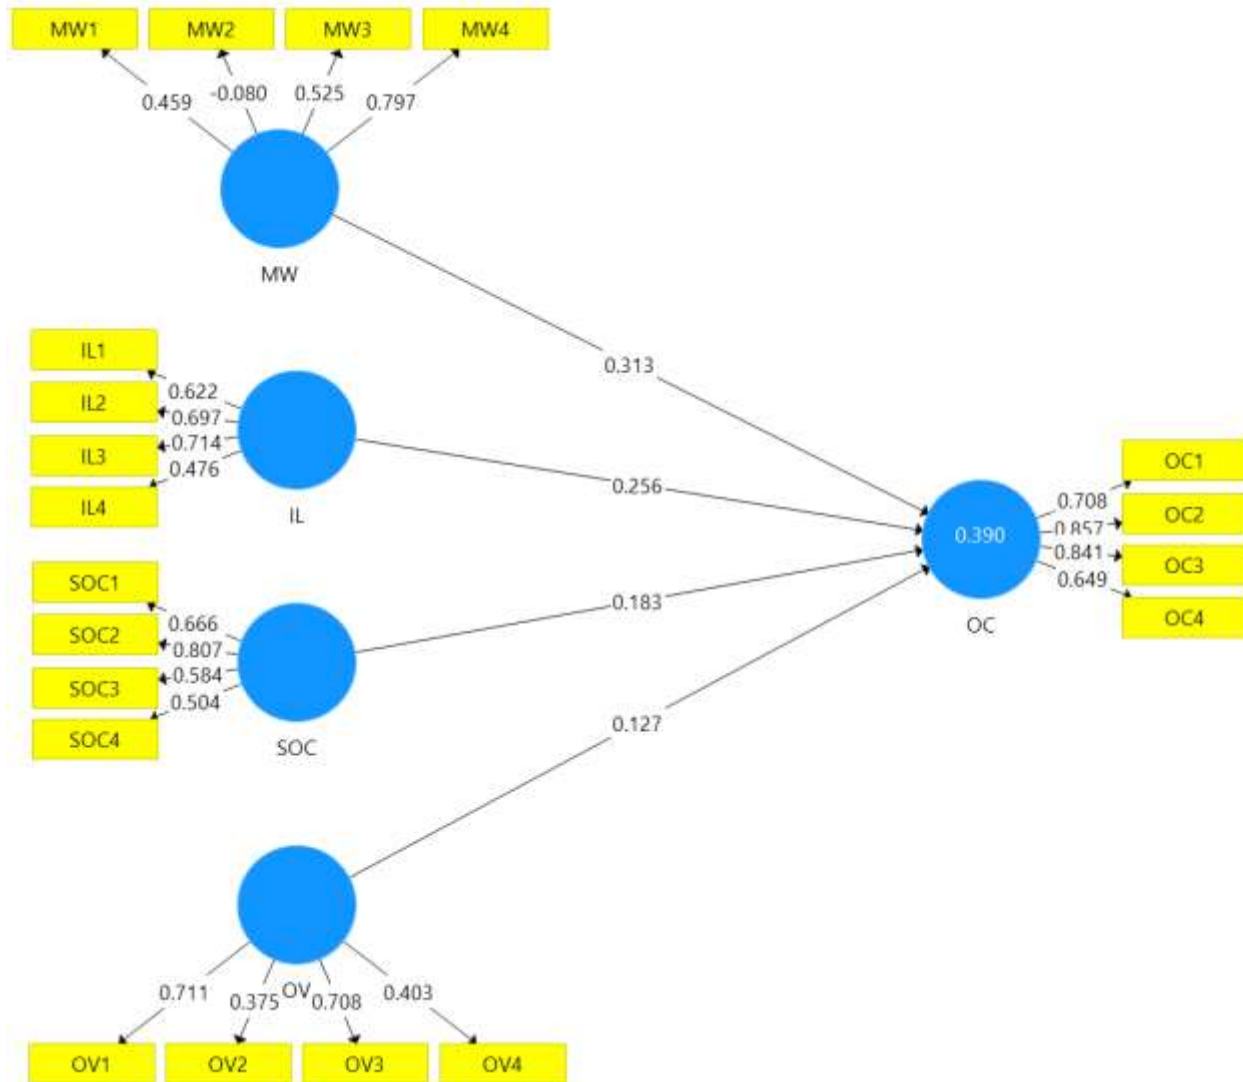 MW1 MW2 MW3 MW4
0.459 -0.080 0.525 0.797
MW
0.313
IL1
IL2
IL3
IL4
0.622
0.697
0.714
0.476
IL
0.256
SOC1
SOC2
SOC3
SOC4
0.666
0.807
0.584
0.504
SOC
0.183
0.390
OC
0.708
0.857
0.841
0.649
OC1
OC2
OC3
OC4
0.127
OV
0.711 0.375 0.708 0.403
OV1 OV2 OV3 OV4